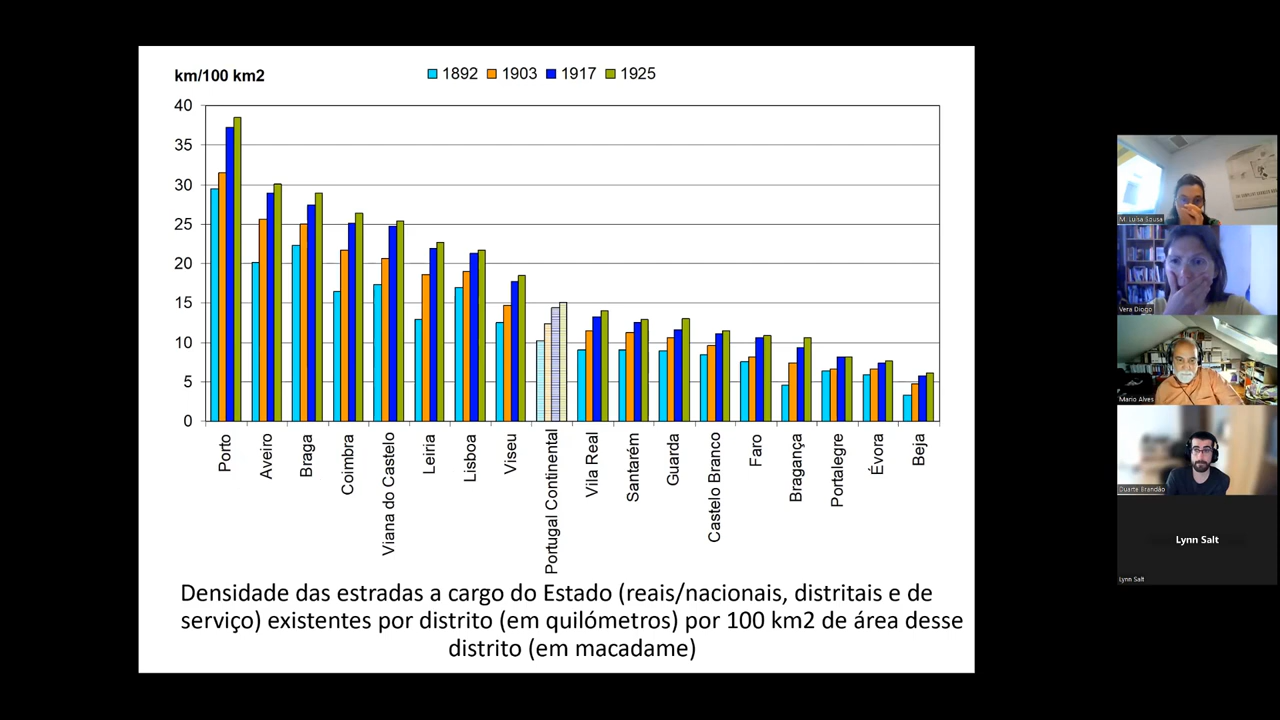 km/100 km2
1892 1903 1917 1925
40
35
30
25
20
15
10
5
0
Porto
Aveiro
Braga
Coimbra
Viana do Castelo
Leiria
Lisboa
Viseu
Portugal Continental
Vila Real
Santarém
Guarda
Castelo Branco
Faro
Bragança
Portalegre
Évora
Beja
Densidade das estradas a cargo do Estado (reais/nacionais, distritais e de
serviço) existentes por distrito (em quilómetros) por 100 km2 de área desse
distrito (em macadame)
M. Luísa Sousa
Vera Diogo
Mario Alves
Duarte Brandão
Lynn Salt
Lynn Salt